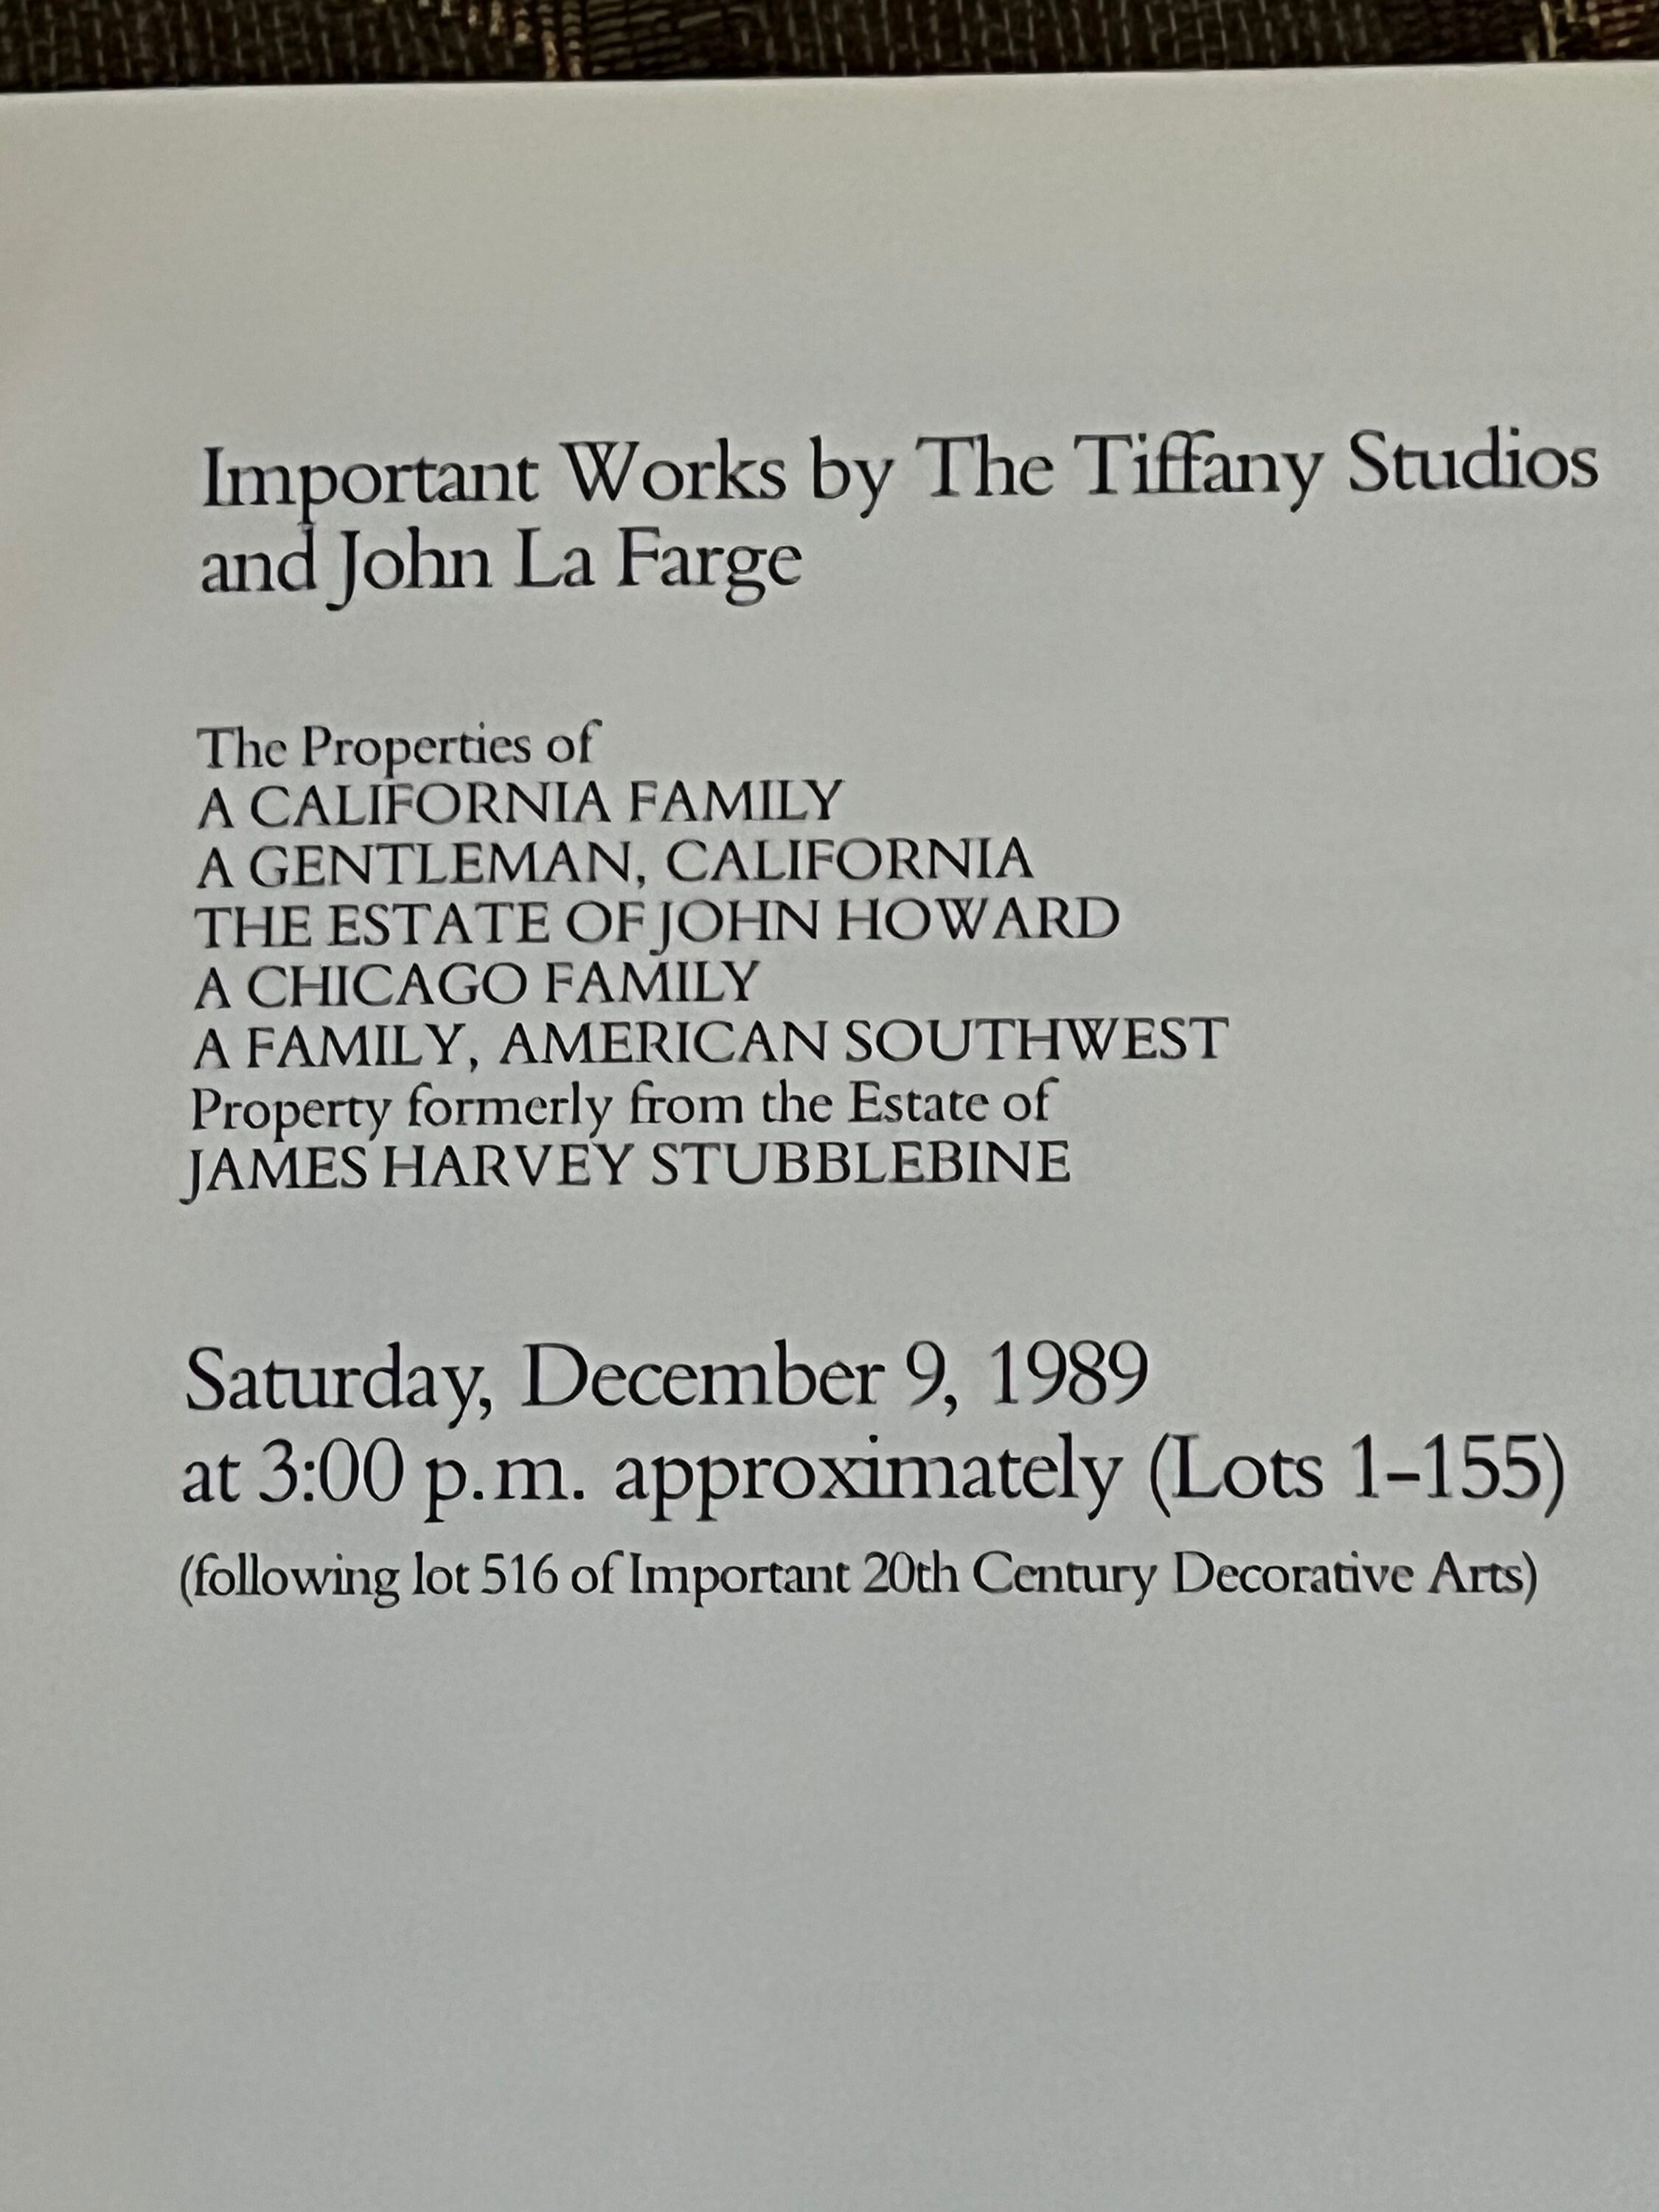 Important Works by The Tiffany Studios
and John La Farge
The Properties of
A CALIFORNIA FAMILY
A GENTLEMAN, CALIFORNIA
THE ESTATE OF JOHN HOWARD
A CHICAGO FAMILY
A FAMILY, AMERICAN SOUTHWEST
Property formerly from the Estate of
JAMES HARVEY STUBBLEBINE
Saturday, December 9, 1989
at 3:00 p.m. approximately (Lots 1–155)
(following lot 516 of Important 20th Century Decorative Arts)